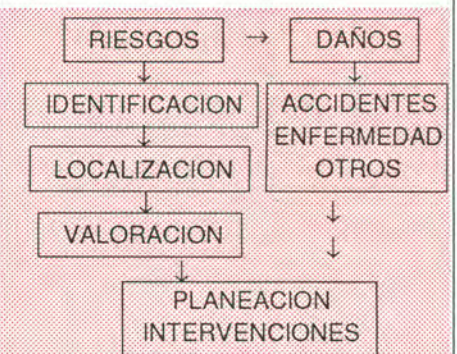 RIESGOS → DAÑOS
IDENTIFICACION
ACCIDENTES
ENFERMEDAD
OTROS
LOCALIZACION
VALORACION
PLANEACION
INTERVENCIONES